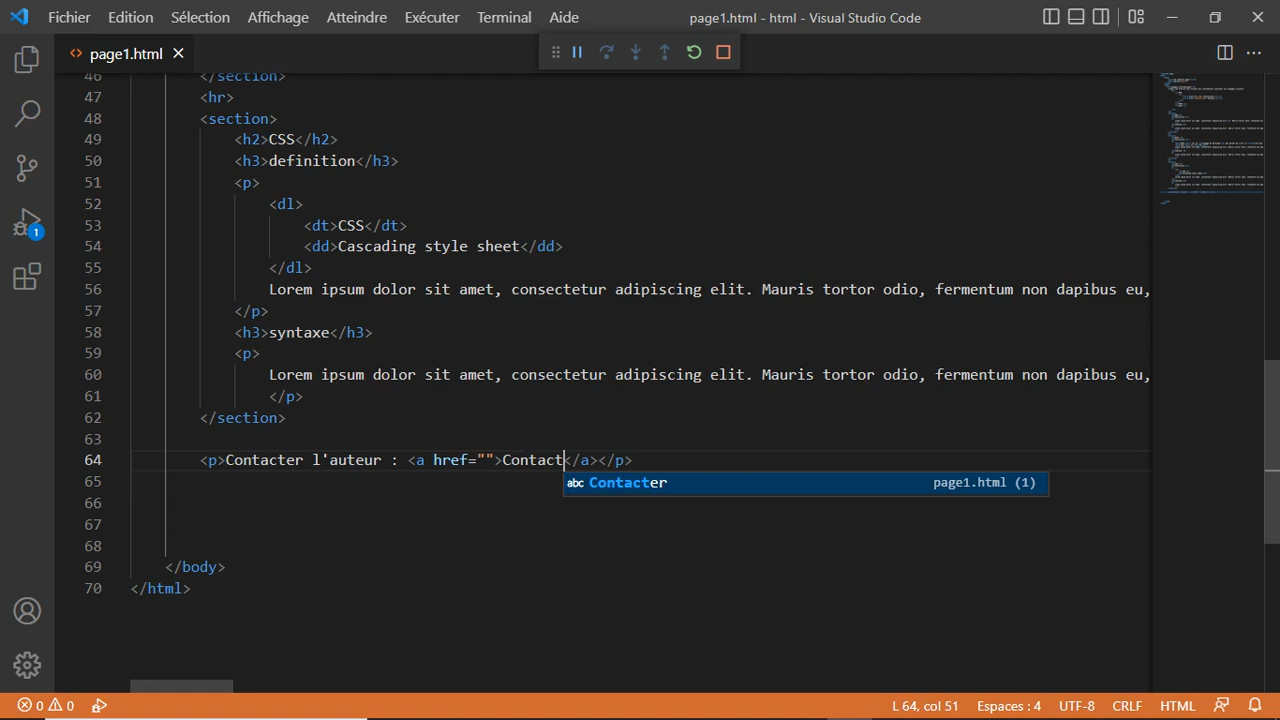 Fichier Edition Sélection Affichage Atteindre Exécuter Terminal Aide page1.html - html - Visual Studio Code
<> page1.html
46 </section>
47 <hr>
48 <section>
49 <h2>CSS</h2>
50 <h3>definition</h3>
51 <p>
52 <dl>
53 <dt>CSS</dt>
54 <dd>Cascading style sheet</dd>
55 </dl>
56 Lorem ipsum dolor sit amet, consectetur adipiscing elit. Mauris tortor odio, fermentum non dapibus eu,
57 </p>
58 <h3>syntaxe</h3>
59 <p>
60 Lorem ipsum dolor sit amet, consectetur adipiscing elit. Mauris tortor odio, fermentum non dapibus eu,
61 </p>
62 </section>
63
64 <p>Contacter l'auteur : <a href="">Contact</a></p>
65 abc Contacter page1.html (1)
66
67
68
69 </body>
70 </html>
1
0 0 L 64, col 51 Espaces : 4 UTF-8 CRLF HTML